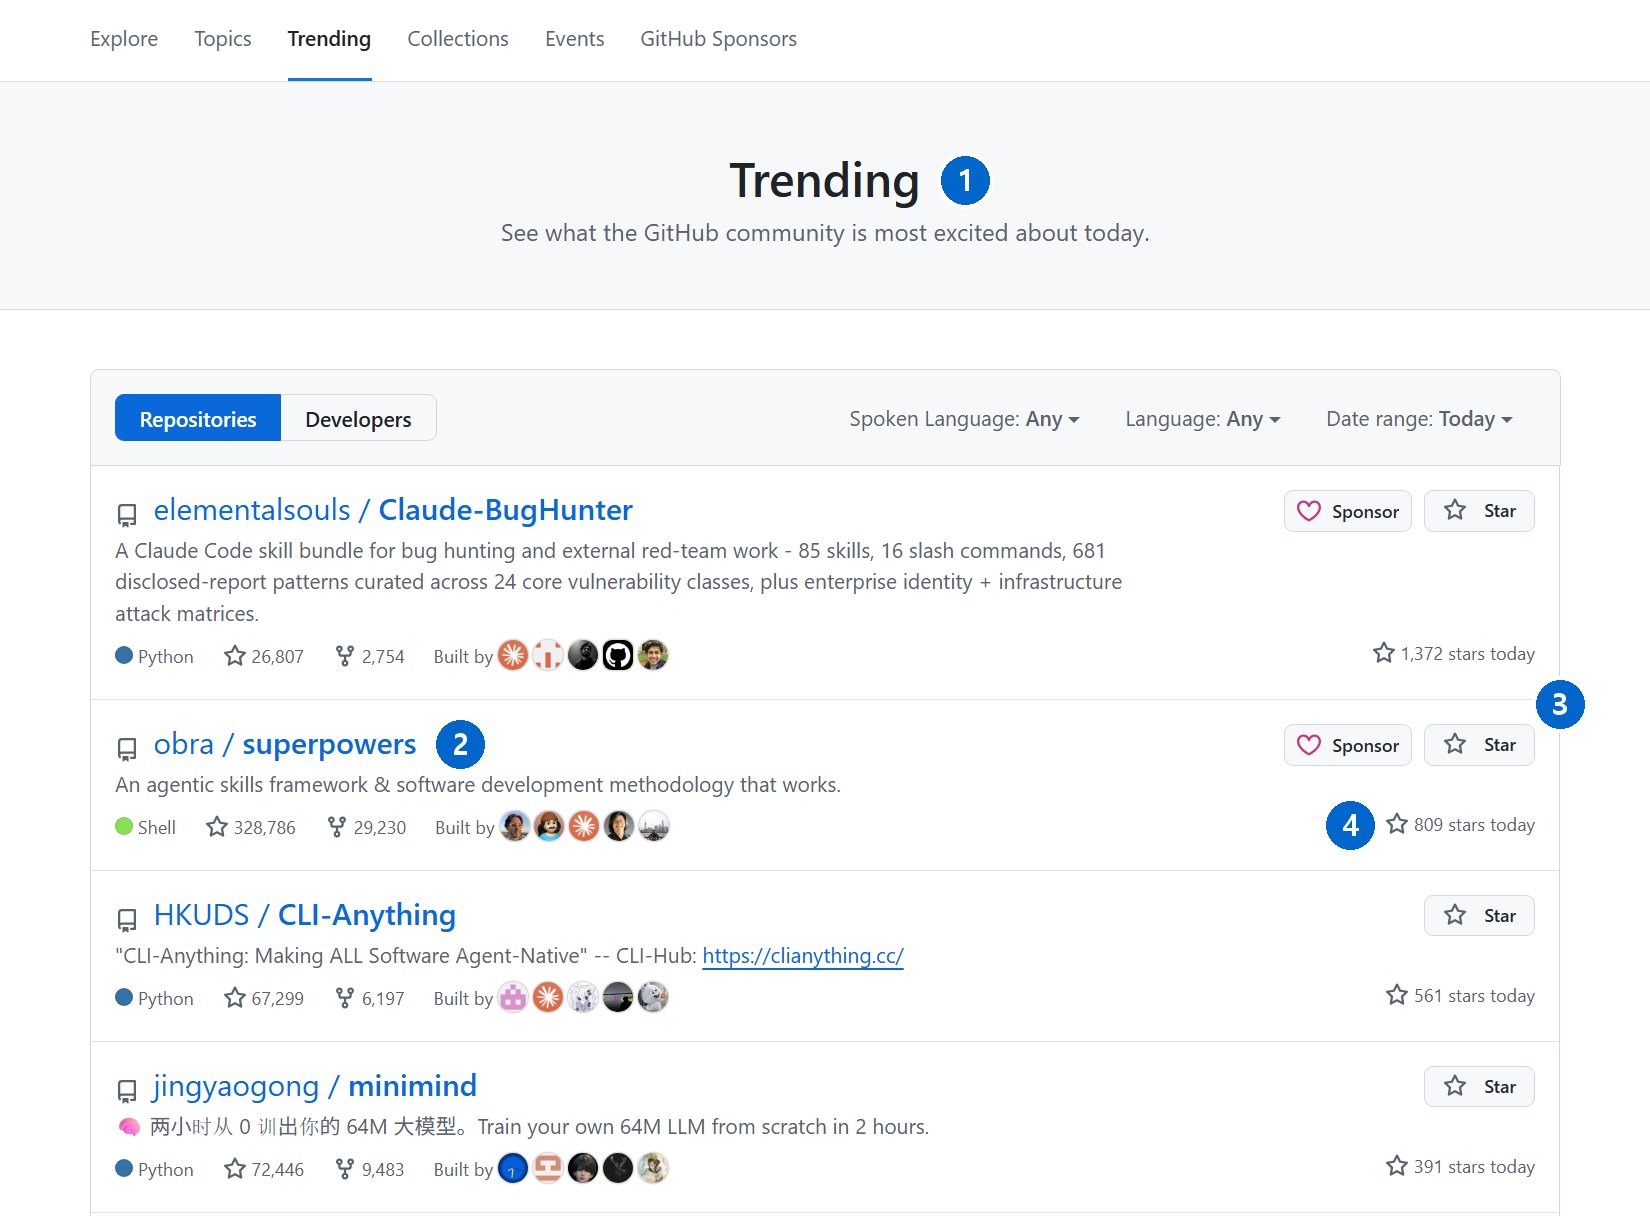 Explore Topics Trending Collections Events GitHub Sponsors
Trending 1
See what the GitHub community is most excited about today.
Repositories Developers Spoken Language: Any Language: Any Date range: Today
elementalsouls / Claude-BugHunter Sponsor Star
A Claude Code skill bundle for bug hunting and external red-team work - 85 skills, 16 slash commands, 681
disclosed-report patterns curated across 24 core vulnerability classes, plus enterprise identity + infrastructure
attack matrices.
Python 26,807 2,754 Built by 1,372 stars today
3
obra / superpowers 2 Sponsor Star
An agentic skills framework & software development methodology that works.
Shell 328,786 29,230 Built by 4 809 stars today
HKUDS / CLI-Anything Star
"CLI-Anything: Making ALL Software Agent-Native" -- CLI-Hub: https://clianything.cc/
Python 67,299 6,197 Built by 561 stars today
jingyaogong / minimind Star
🧠 两小时从 0 训出你的 64M 大模型。Train your own 64M LLM from scratch in 2 hours.
Python 72,446 9,483 Built by 391 stars today